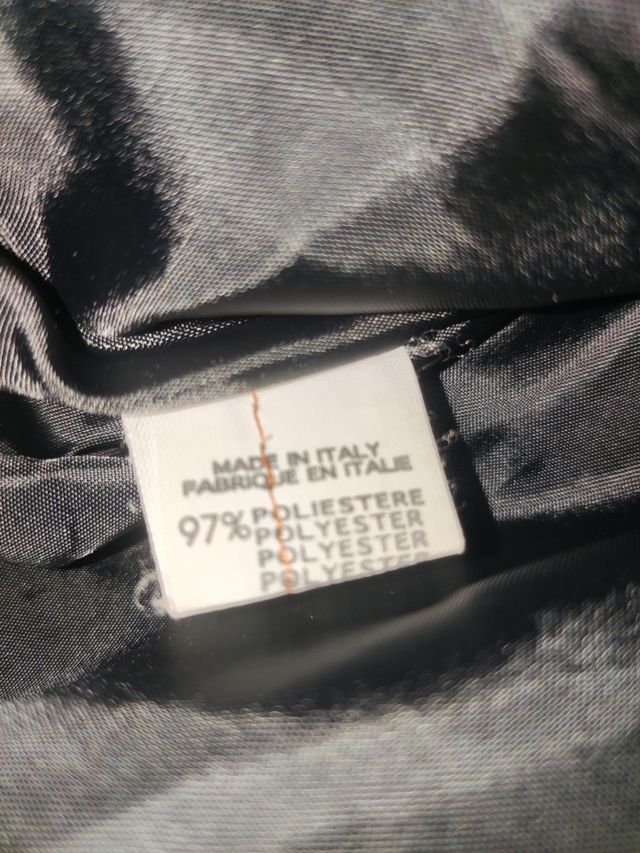 MADE IN ITALY
FABRIQUE EN ITALIE
97% POLIESTERE
POLYESTER
POLYESTER
POLYESTER